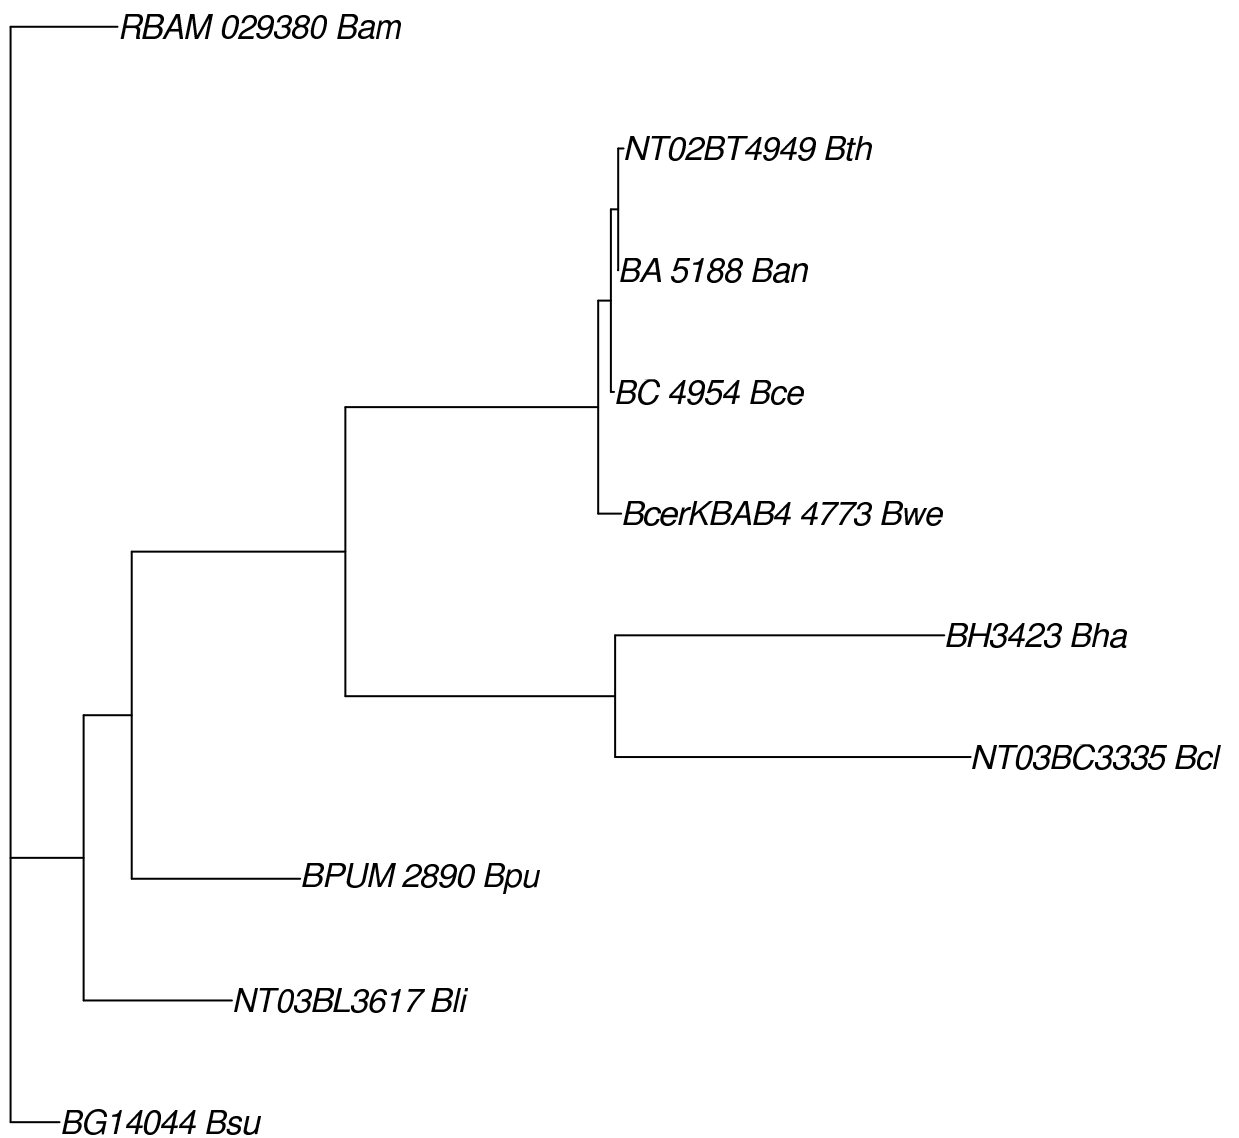 RBAM 029380 Bam
NT02BT4949 Bth
BA 5188 Ban
BC 4954 Bce
BcerKBAB4 4773 Bwe
BH3423 Bha
NT03BC3335 Bcl
BPUM 2890 Bpu
NT03BL3617 Bli
BG14044 Bsu